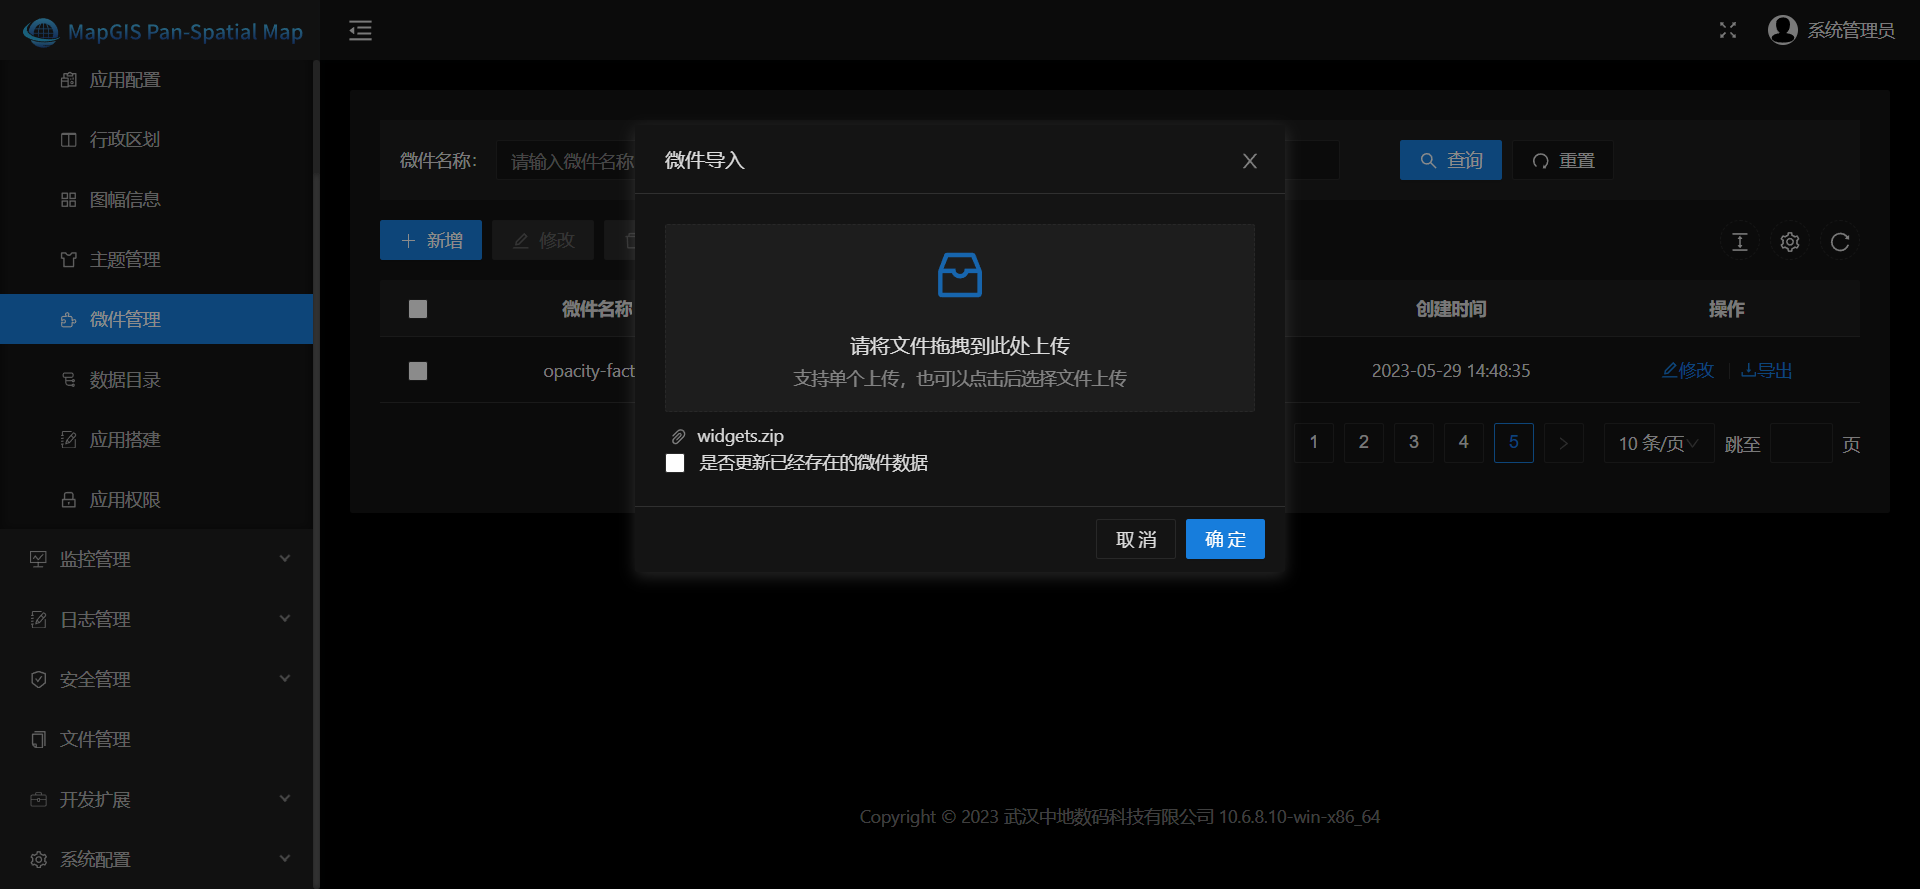 MapGIS Pan-Spatial Map
系统管理员
应用配置
行政区划
图幅信息
主题管理
微件管理
数据目录
应用搭建
应用权限
监控管理
日志管理
安全管理
文件管理
开发扩展
系统配置
微件名称:
请输入微件名称
查询
重置
新增
修改
微件名称
创建时间
操作
opacity-fact
2023-05-29 14:48:35
修改
导出
1 2 3 4 5
10 条/页
跳至
页
微件导入
请将文件拖拽到此处上传
支持单个上传，也可以点击后选择文件上传
widgets.zip
是否更新已经存在的微件数据
取消
确定
Copyright © 2023 武汉中地数码科技有限公司 10.6.8.10-win-x86_64